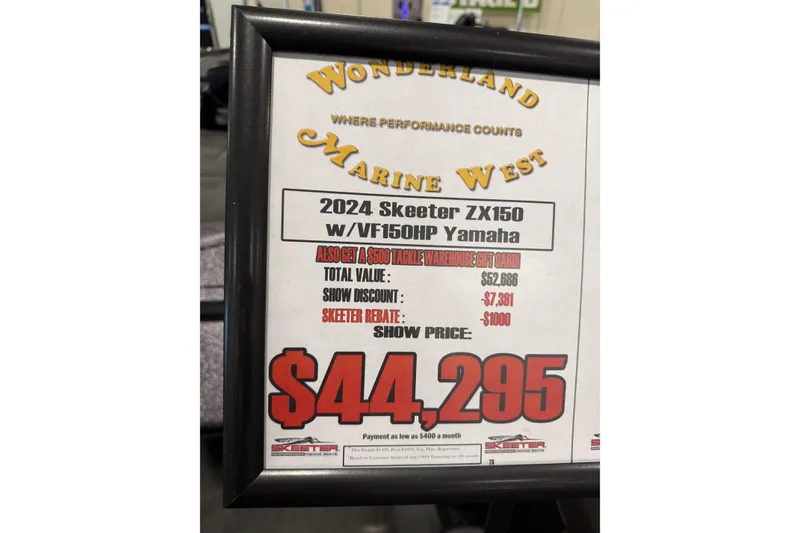 WONDERLAND
WHERE PERFORMANCE COUNTS
MARINE WEST
2024 Skeeter ZX150
w/VF150HP Yamaha
ALSO GET A $500 TACKLE WAREHOUSE GIFT CARD!
TOTAL VALUE: $52,686
SHOW DISCOUNT: -$7,391
SKEETER REBATE: -$1000
SHOW PRICE:
$44,295
Payment as low as $400 a month
SKEETER SKEETER